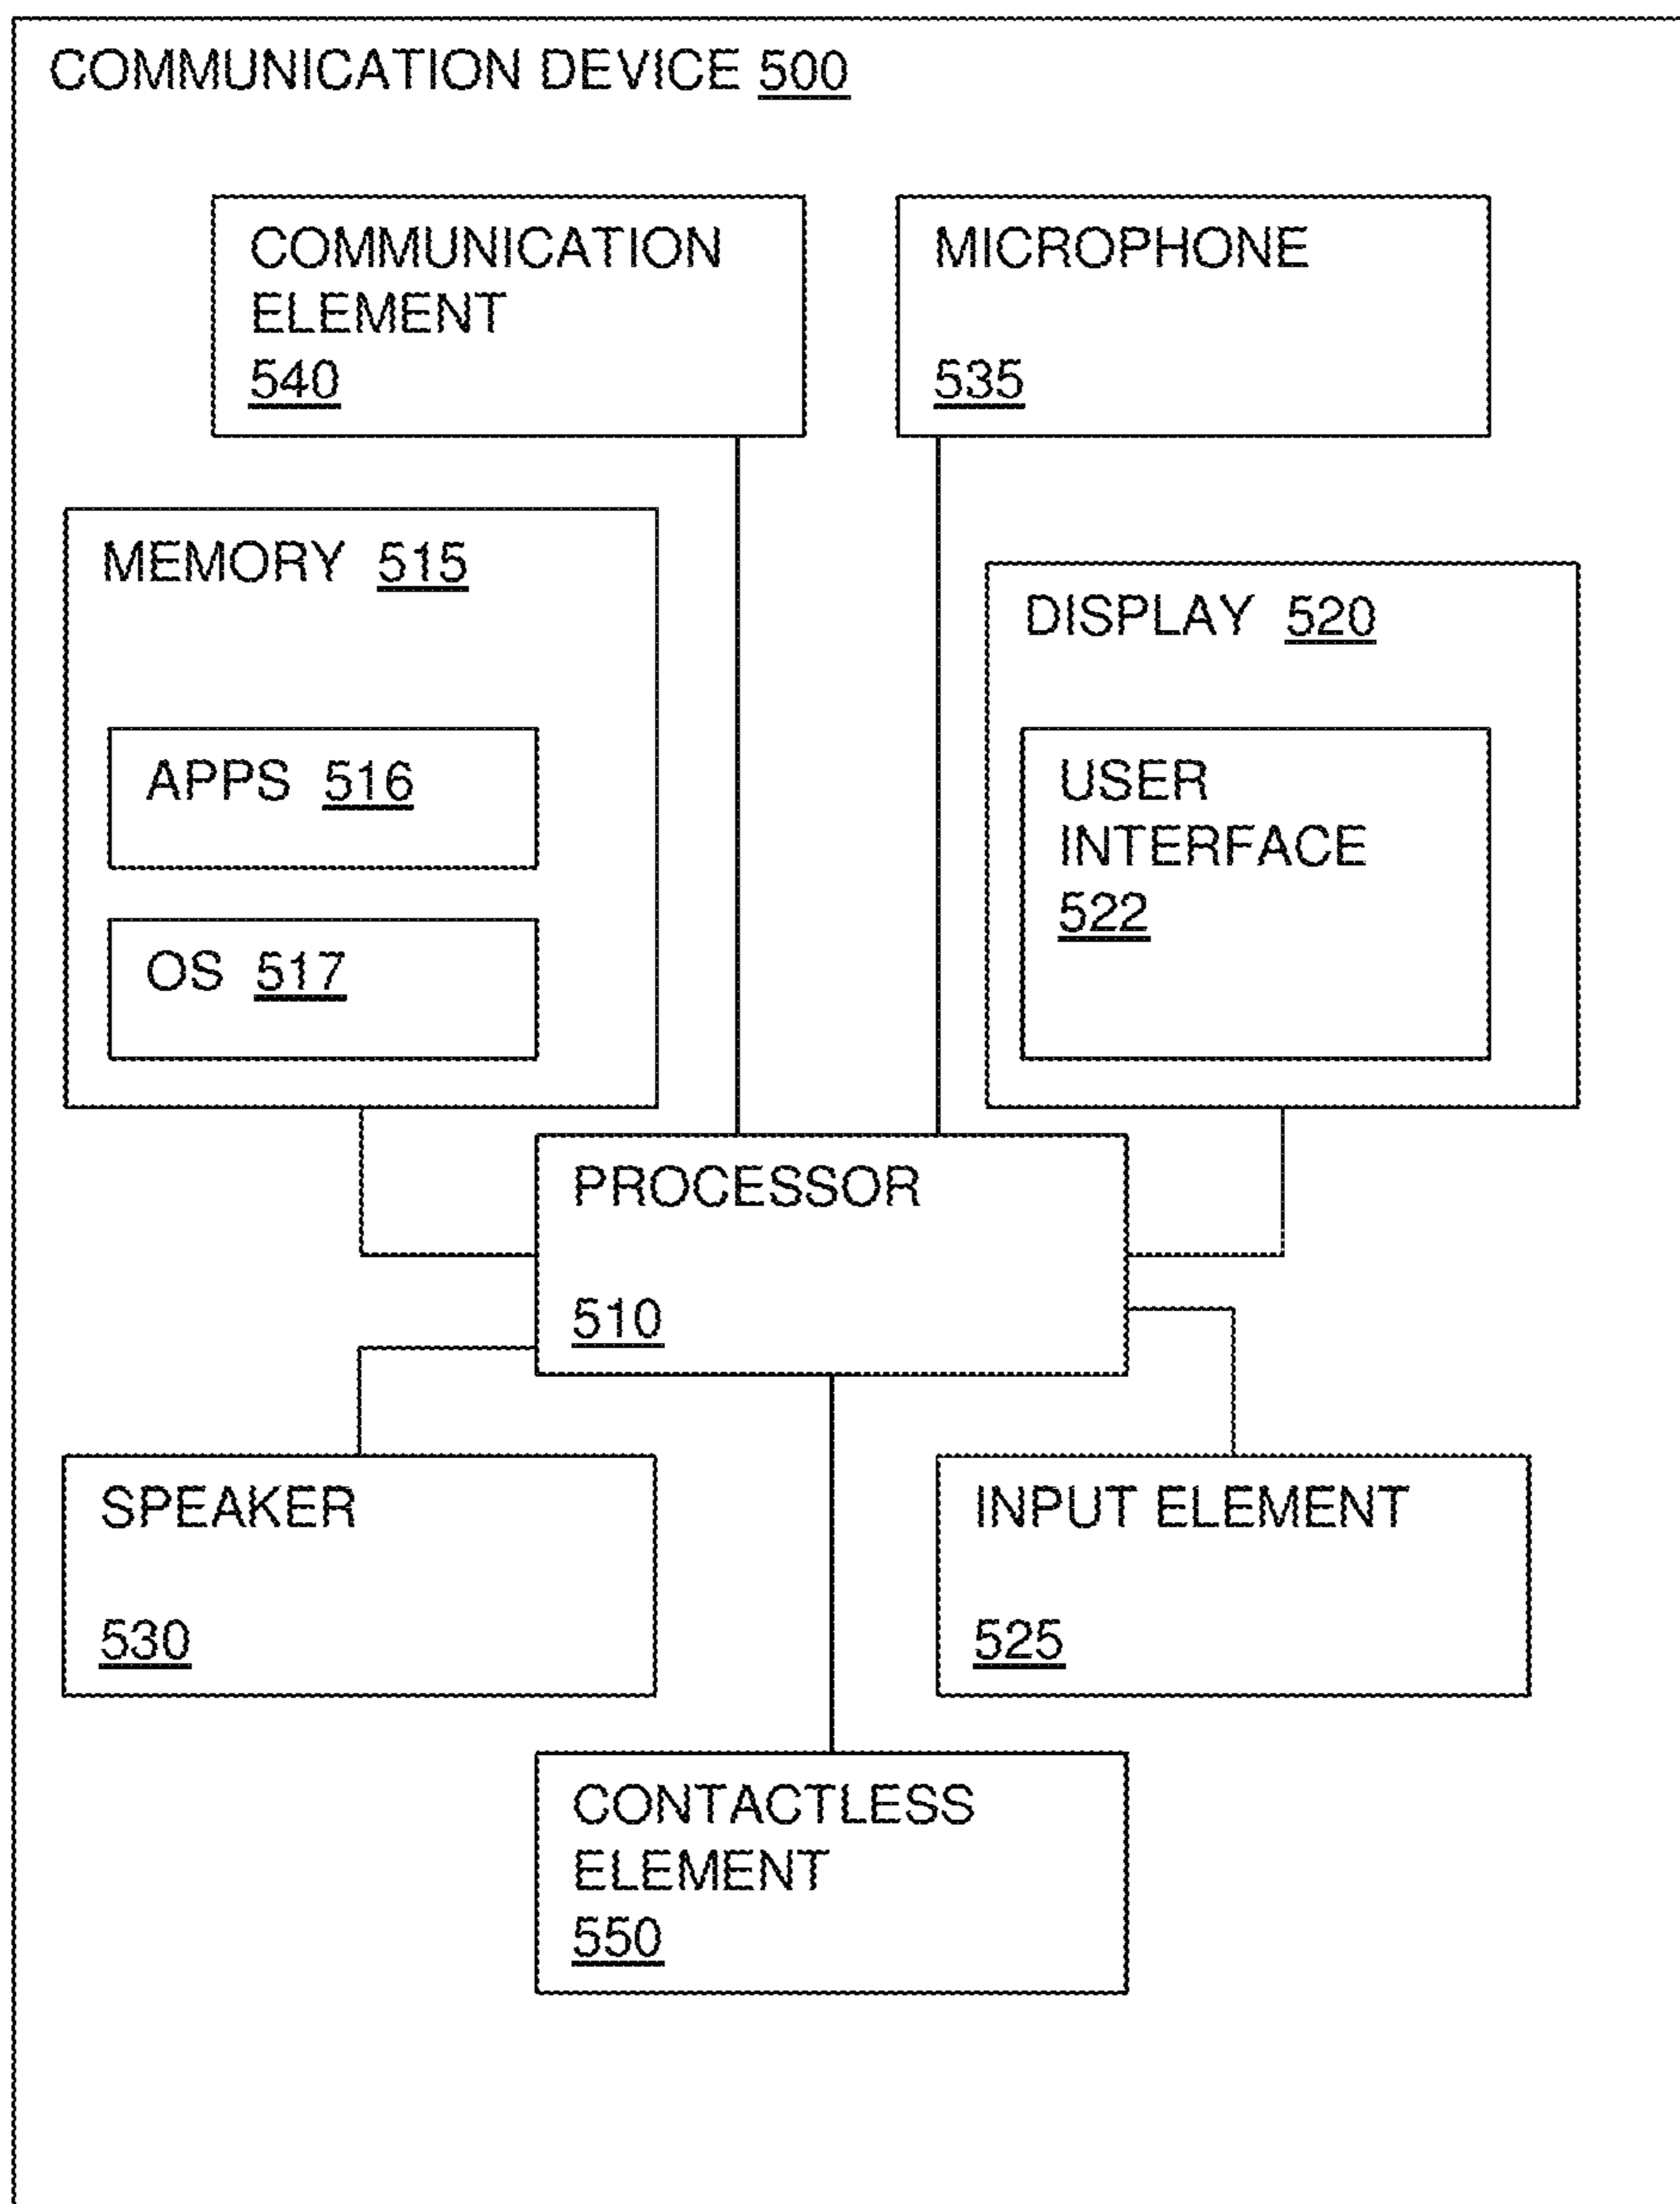 COMMUNICATION DEVICE 500
COMMUNICATION
ELEMENT
540
MICROPHONE
535
MEMORY 515
APPS 516
OS 517
DISPLAY 520
USER
INTERFACE
522
PROCESSOR
510
SPEAKER
530
INPUT ELEMENT
525
CONTACTLESS
ELEMENT
550